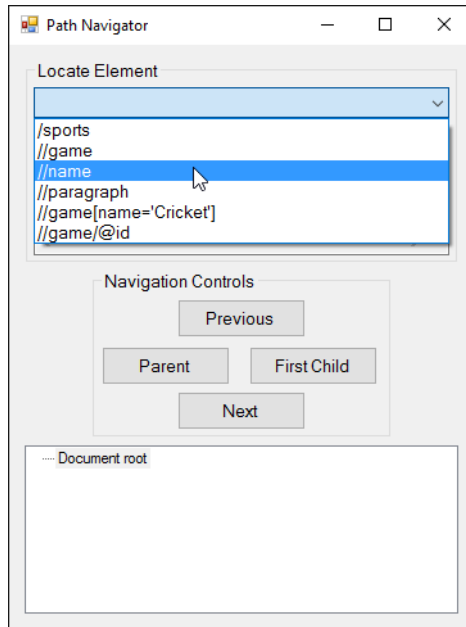 Path Navigator
Locate Element
/sports
//game
//name
//paragraph
//game[name='Cricket']
//game/@id
Navigation Controls
Previous
Parent First Child
Next
Document root